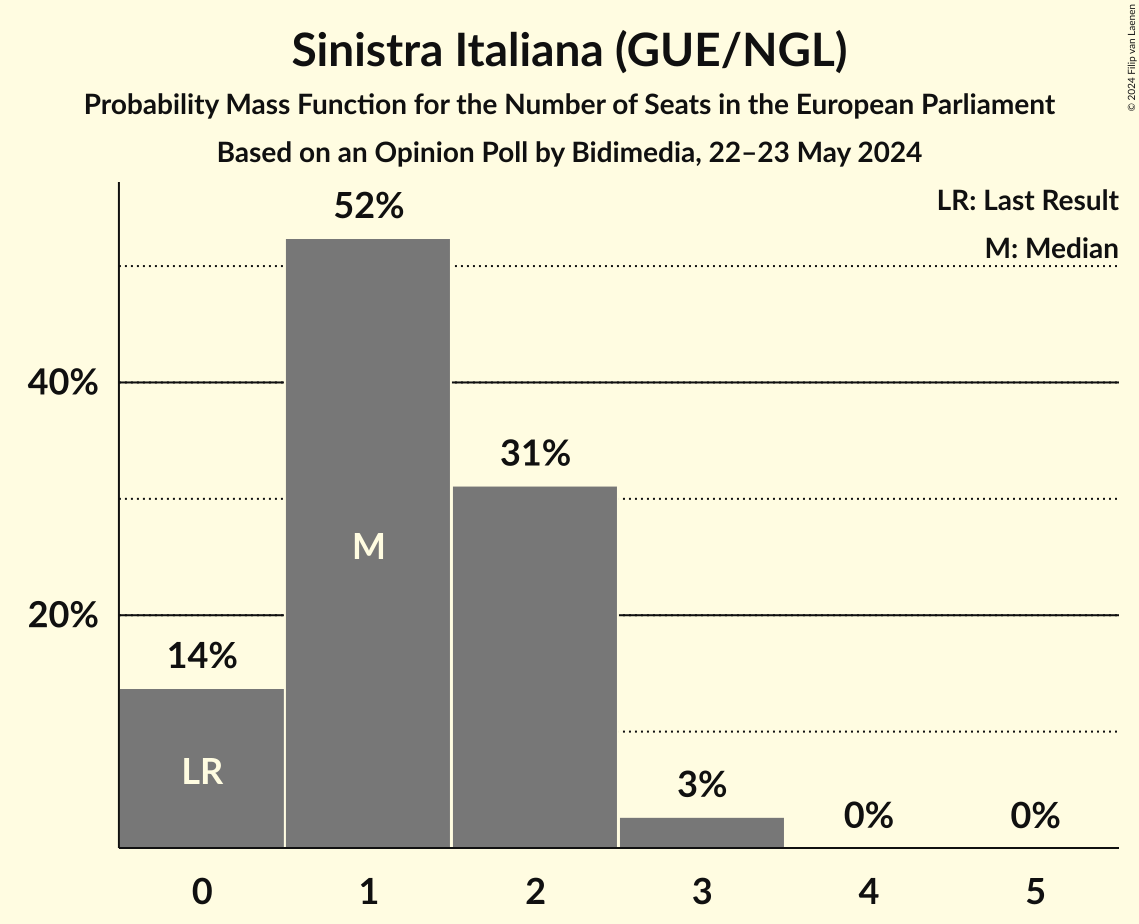 Sinistra Italiana (GUE/NGL)
Probability Mass Function for the Number of Seats in the European Parliament
Based on an Opinion Poll by Bidimedia, 22–23 May 2024
© 2024 Filip van Laenen
LR: Last Result
M: Median
52%
40%
31%
M
20%
14%
LR
3%
0%
0%
0 1 2 3 4 5